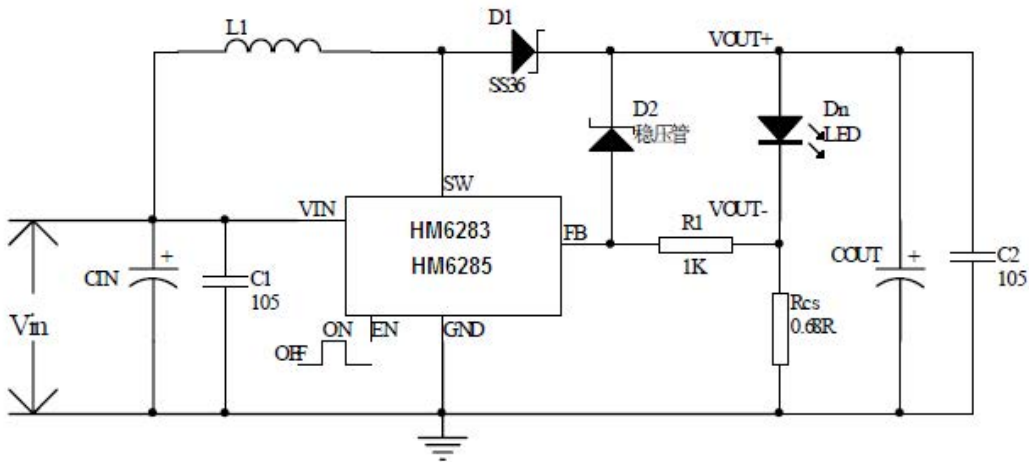 L1
D1
SS36
VOUT+
D2
稳压管
Dn
LED
SW
VIN
HM6283
HM6285
FB
R1
1K
VOUT-
CIN
C1
105
Vin
ON
EN
OFF
GND
Rcs
0.68R
COUT
C2
105
+
+